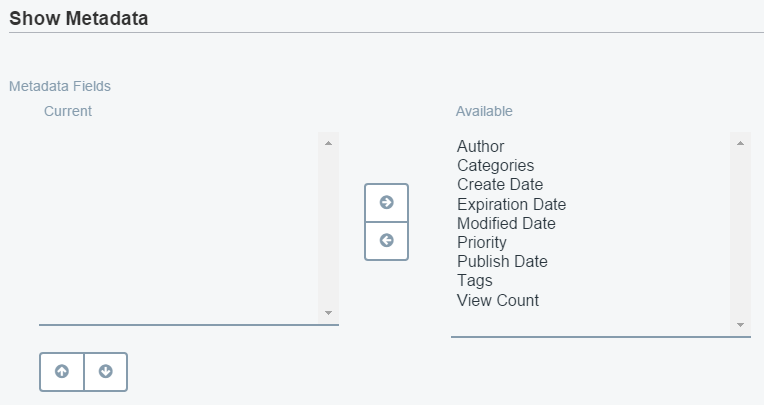 Show Metadata
Metadata Fields
Current
Available
Author
Categories
Create Date
Expiration Date
Modified Date
Priority
Publish Date
Tags
View Count